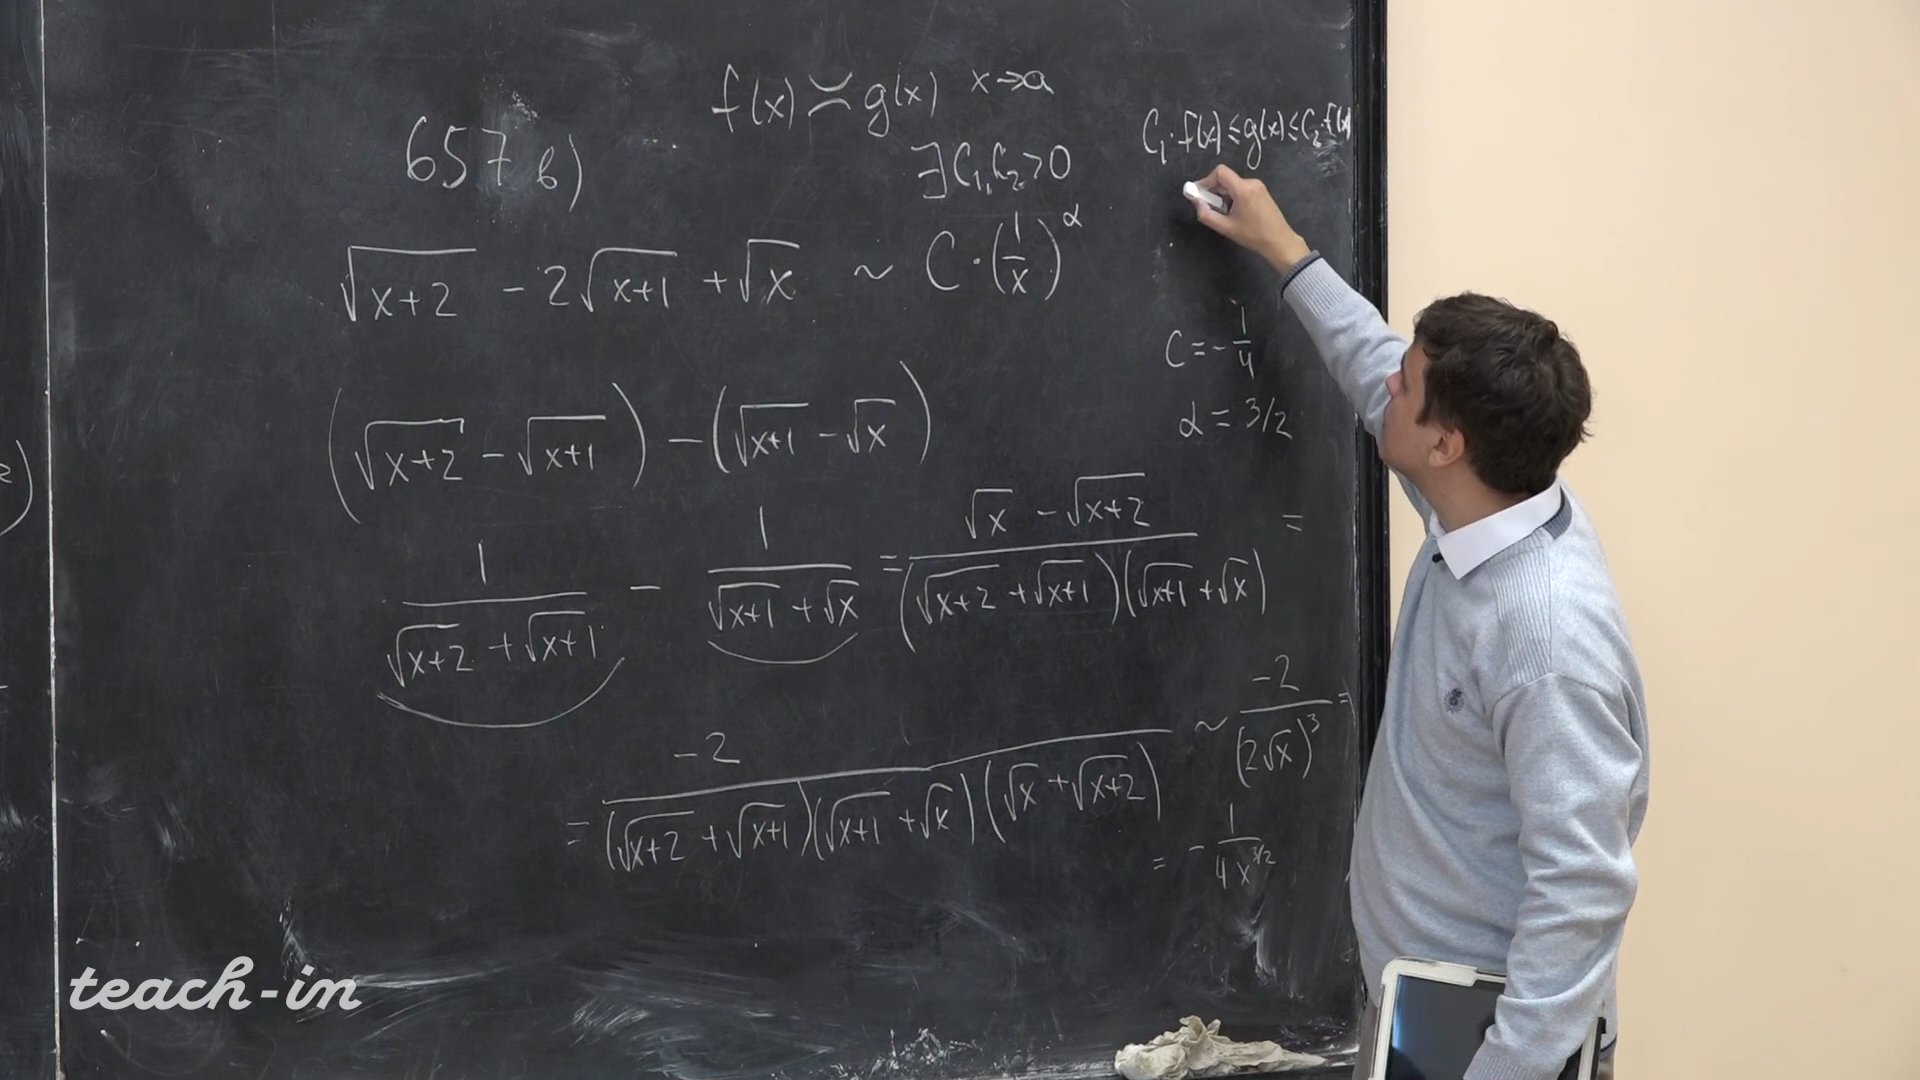 f(x) ≍ g(x) x→a
657 в)
∃ C₁, C₂ > 0
C₁·f(x) ≤ g(x) ≤ C₂·f(x)
√(x+2) - 2√(x+1) + √x ~ C·(1/x)^α
C = -1/4
α = 3/2
(√(x+2) - √(x+1)) - (√(x+1) - √x)
1/(√(x+2) + √(x+1)) - 1/(√(x+1) + √x) = (√x - √(x+2))/((√(x+2) + √(x+1))(√(x+1) + √x)) =
= -2/((√(x+2) + √(x+1))(√(x+1) + √x)(√x + √(x+2))) ~ -2/(2√x)³ =
= -1/(4x^(3/2))
teach-in